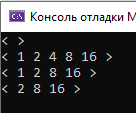 Консоль отладки М
< >
< 1 2 4 8 16 >
< 1 2 8 16 >
< 2 8 16 >